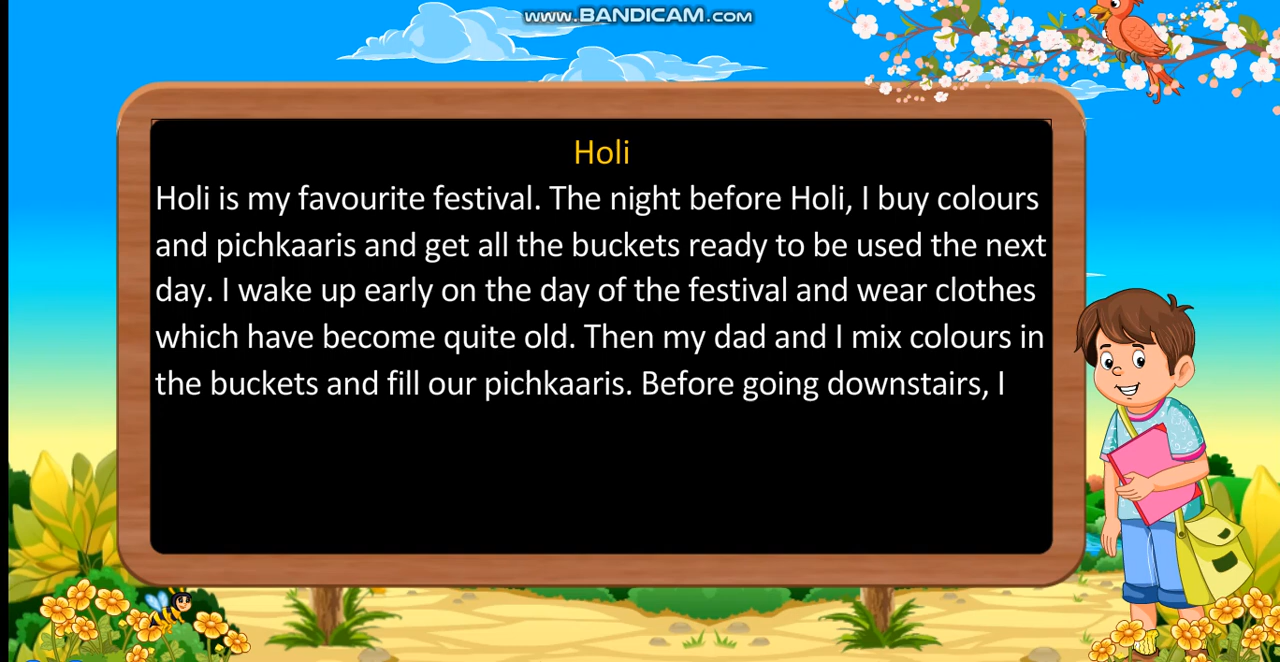 www.BANDICAM.com
Holi
Holi is my favourite festival. The night before Holi, I buy colours
and pichkaaris and get all the buckets ready to be used the next
day. I wake up early on the day of the festival and wear clothes
which have become quite old. Then my dad and I mix colours in
the buckets and fill our pichkaaris. Before going downstairs, I